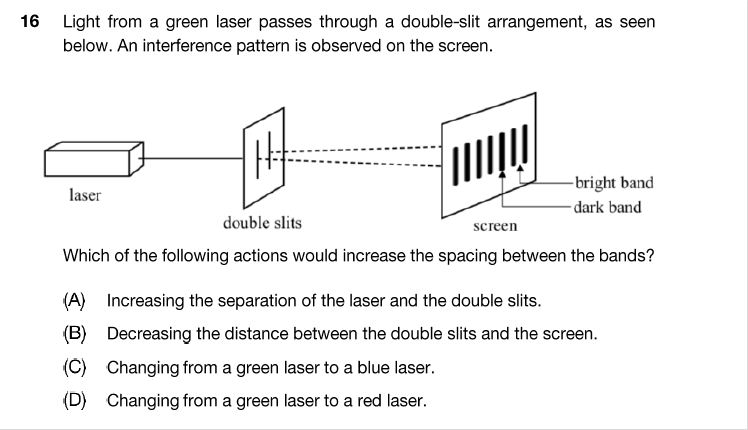 16 Light from a green laser passes through a double-slit arrangement, as seen
below. An interference pattern is observed on the screen.
laser
double slits
screen
bright band
dark band
Which of the following actions would increase the spacing between the bands?
(A) Increasing the separation of the laser and the double slits.
(B) Decreasing the distance between the double slits and the screen.
(C) Changing from a green laser to a blue laser.
(D) Changing from a green laser to a red laser.